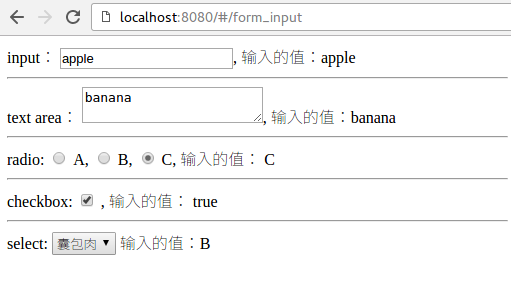 localhost:8080/#/form_input
input： apple, 输入的值：apple
text area： banana, 输入的值：banana
radio: A, B, C, 输入的值： C
checkbox: , 输入的值： true
select: 囊包肉 输入的值：B